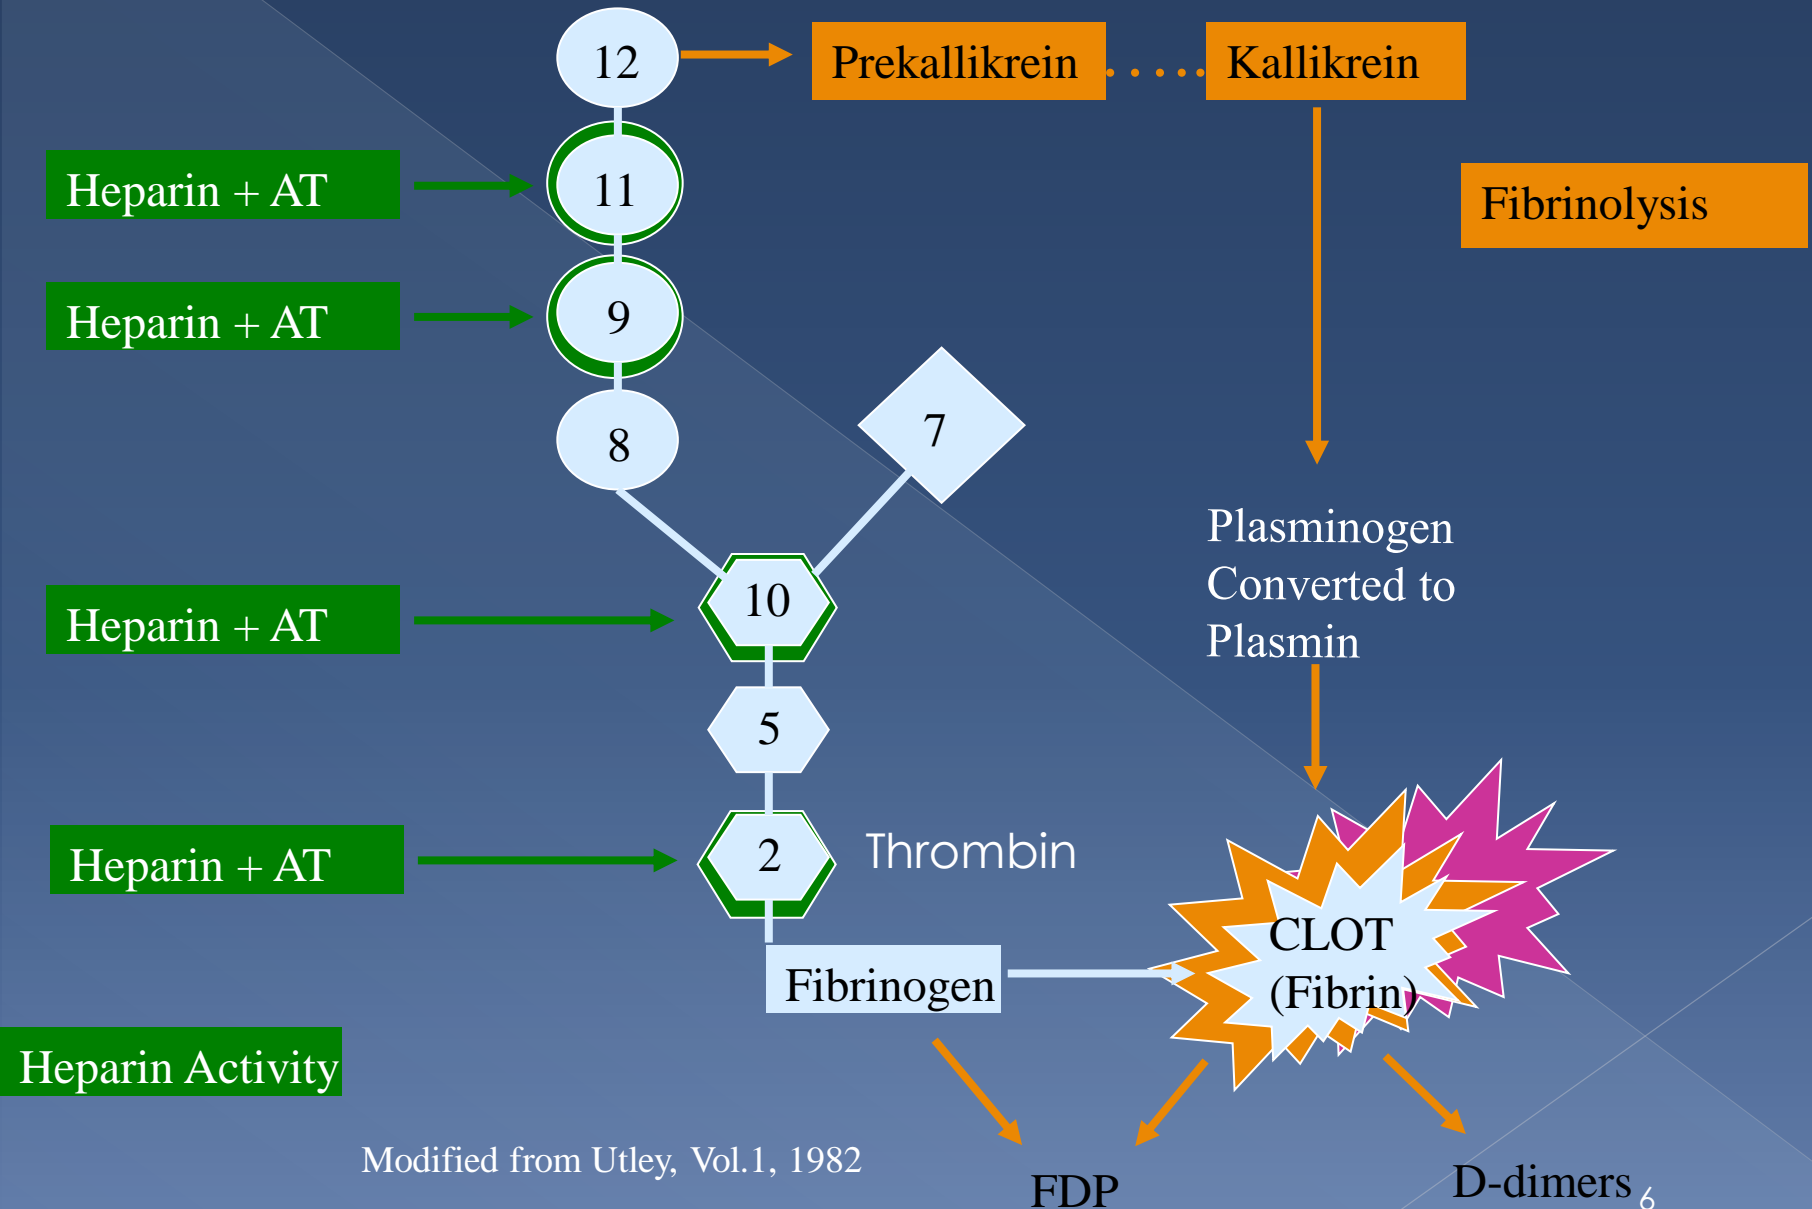 12
Prekallikrein
Kallikrein
Heparin + AT
11
Fibrinolysis
Heparin + AT
9
8
7
Plasminogen
Converted to
Plasmin
Heparin + AT
10
5
Heparin + AT
2
Thrombin
CLOT
(Fibrin)
Fibrinogen
Heparin Activity
Modified from Utley, Vol.1, 1982
FDP
D-dimers
6